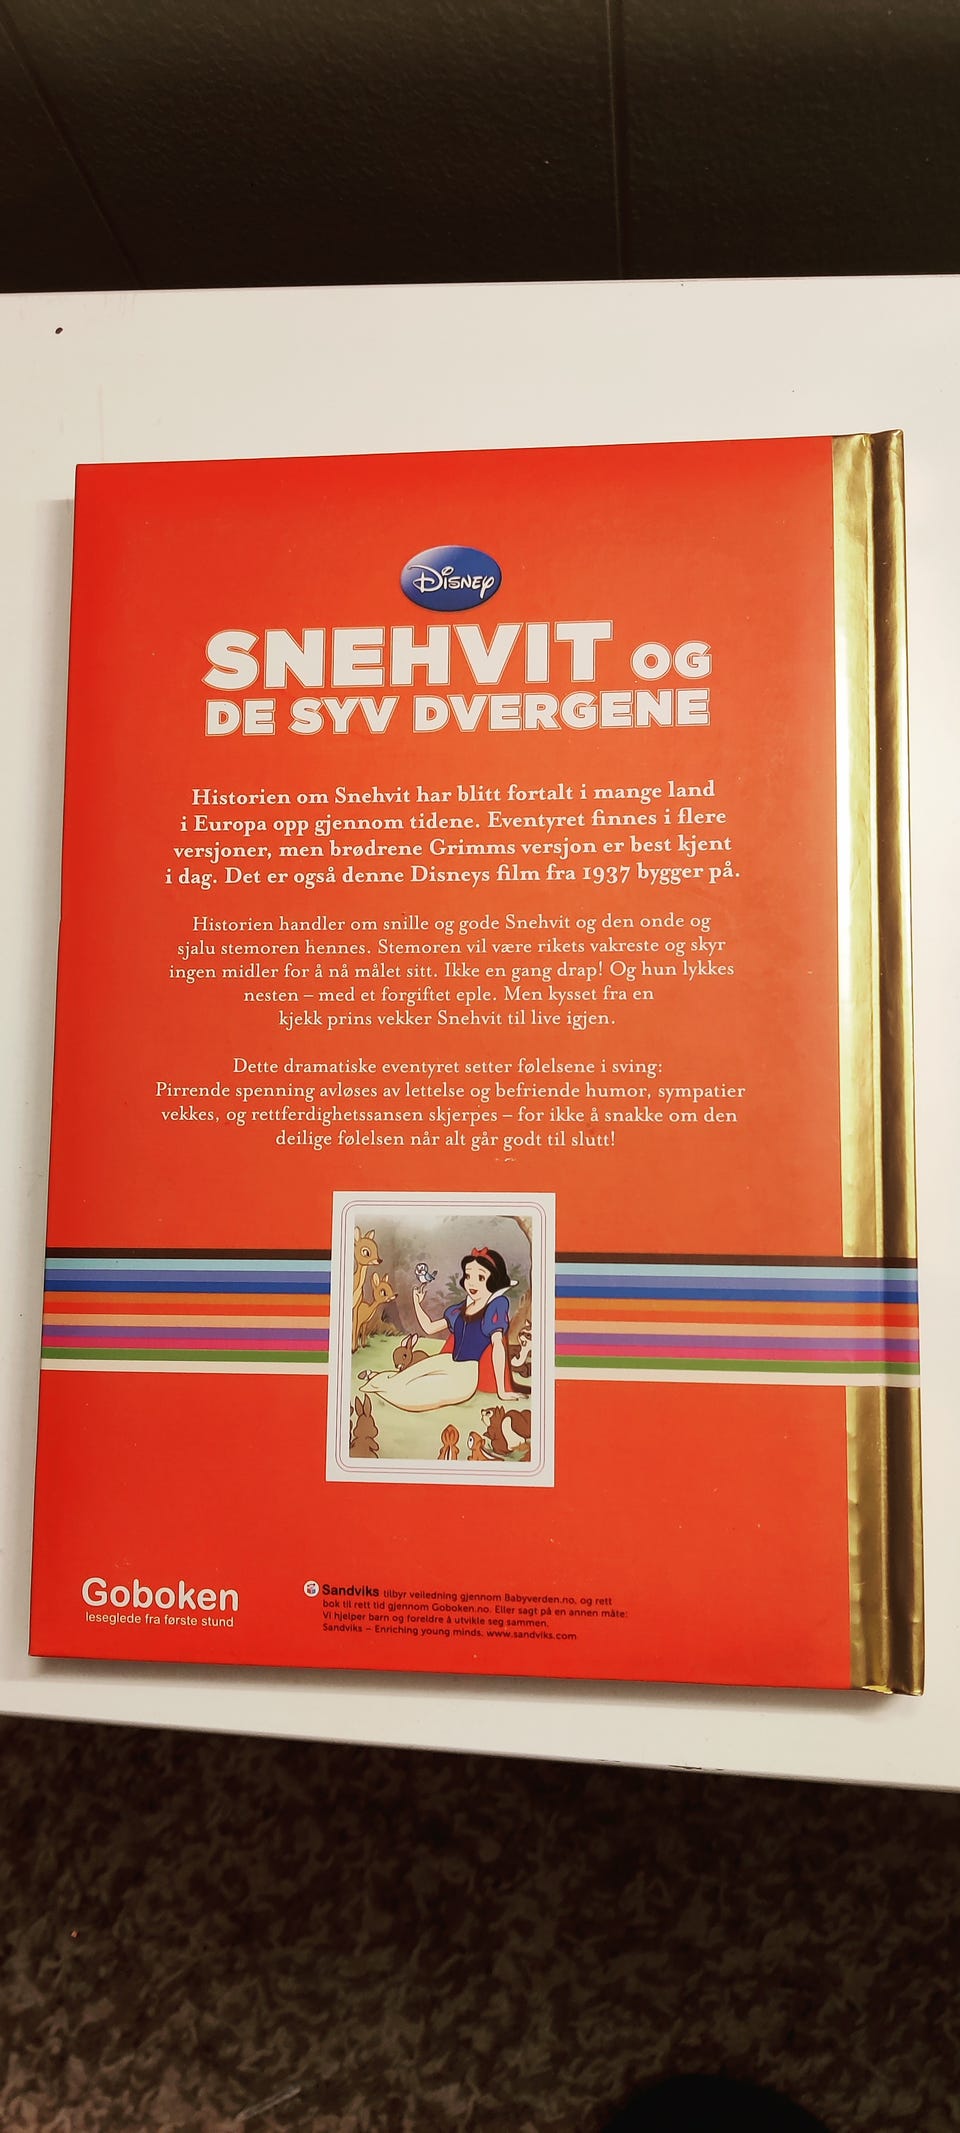 Disney
SNEHVIT OG
DE SYV DVERGENE
Historien om Snehvit har blitt fortalt i mange land
i Europa opp gjennom tidene. Eventyret finnes i flere
versjoner, men brødrene Grimms versjon er best kjent
i dag. Det er også denne Disneys film fra 1937 bygger på.
Historien handler om snille og gode Snehvit og den onde og
sjalu stemoren hennes. Stemoren vil være rikets vakreste og skyr
ingen midler for å nå målet sitt. Ikke en gang drap! Og hun lykkes
nesten – med et forgiftet eple. Men kysset fra en
kjekk prins vekker Snehvit til live igjen.
Dette dramatiske eventyret setter følelsene i sving:
Pirrende spenning avløses av lettelse og befriende humor, sympatier
vekkes, og rettferdighetssansen skjerpes – for ikke å snakke om den
deilige følelsen når alt går godt til slutt!
Goboken
leseglede fra første stund
Sandviks tilbyr veiledning gjennom Babyverden.no, og rett
bok til rett tid gjennom Goboken.no. Eller sagt på en annen måte:
Vi hjelper barn og foreldre å utvikle seg sammen.
Sandviks – Enriching young minds. www.sandviks.com